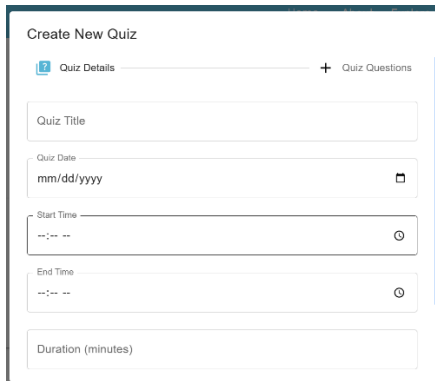 Create New Quiz
Quiz Details
Quiz Questions
Quiz Title
Quiz Date
mm/dd/yyyy
Start Time
--:-- --
End Time
--:-- --
Duration (minutes)